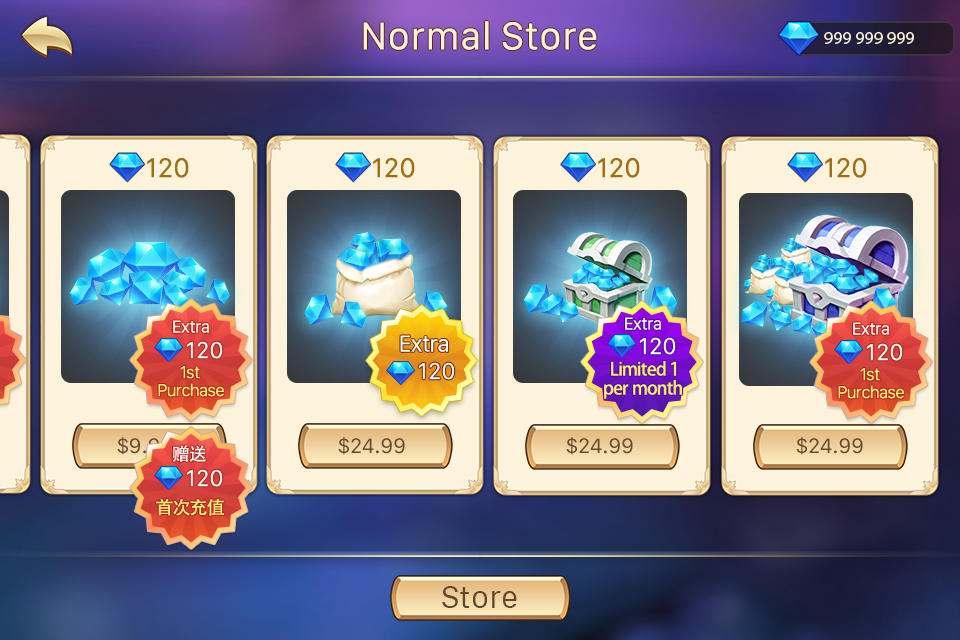 Normal Store
999 999 999
120
Extra
120
1st
Purchase
赠送
120
首次充值
120
Extra
120
$24.99
120
Extra
120
Limited 1
per month
$24.99
120
Extra
120
1st
Purchase
$24.99
Store